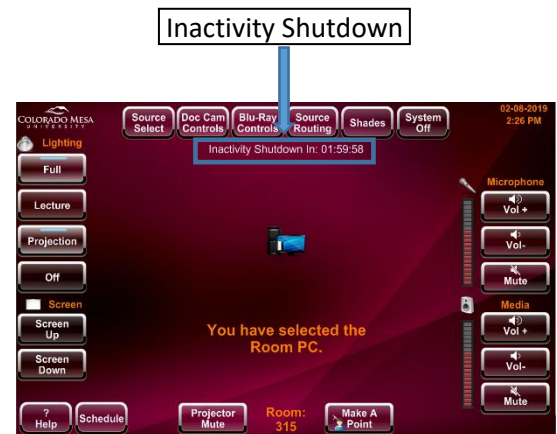 Inactivity Shutdown
COLORADO MESA
UNIVERSITY
Source
Select
Doc Cam
Controls
Blu-Ray
Controls
Source
Routing
Shades
System
Off
02-08-2019
2:26 PM
Inactivity Shutdown In: 01:59:58
Lighting
Full
Lecture
Projection
Off
Screen
Screen
Up
Screen
Down
Microphone
Vol +
Vol-
Mute
Media
Vol +
Vol-
Mute
You have selected the
Room PC.
?
Help
Schedule
Projector
Mute
Room:
315
Make A
Point